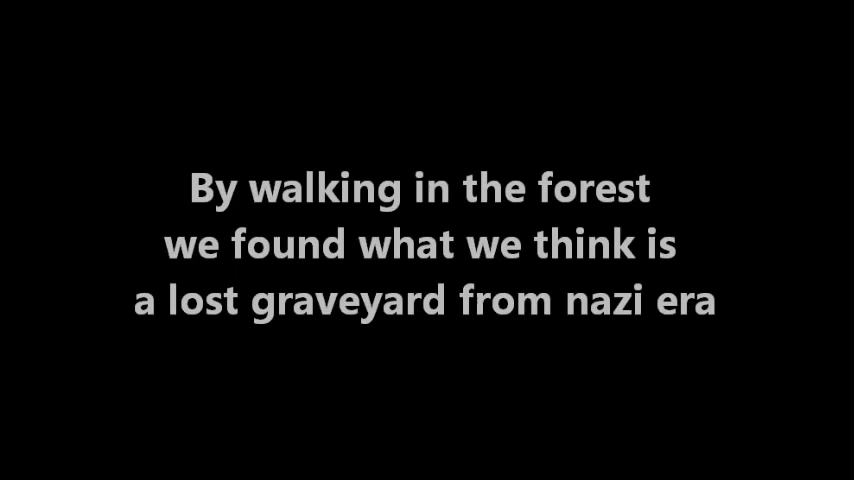 By walking in the forest
we found what we think is
a lost graveyard from nazi era